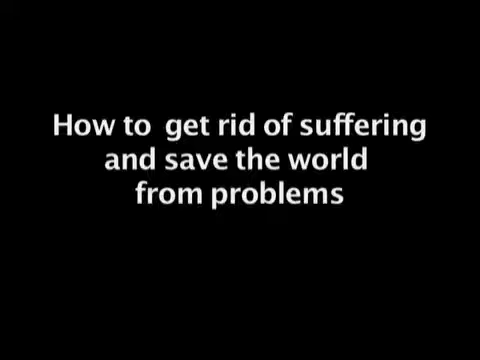 How to  get rid of suffering
and save the world
from problems